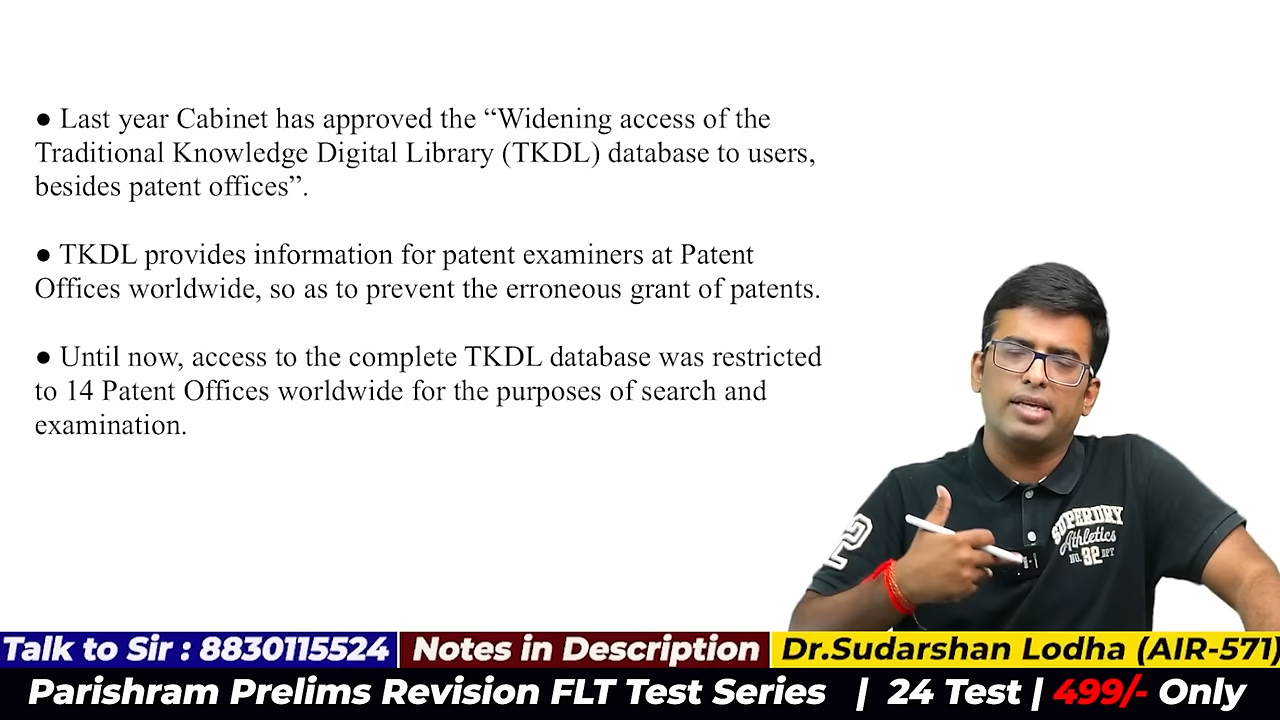 ● Last year Cabinet has approved the “Widening access of the
Traditional Knowledge Digital Library (TKDL) database to users,
besides patent offices”.
● TKDL provides information for patent examiners at Patent
Offices worldwide, so as to prevent the erroneous grant of patents.
● Until now, access to the complete TKDL database was restricted
to 14 Patent Offices worldwide for the purposes of search and
examination.
2
SUPERDRY
Athletics
NO. 32 DPT
Talk to Sir : 8830115524
Notes in Description
Dr.Sudarshan Lodha (AIR-571)
Parishram Prelims Revision FLT Test Series | 24 Test | 499/- Only